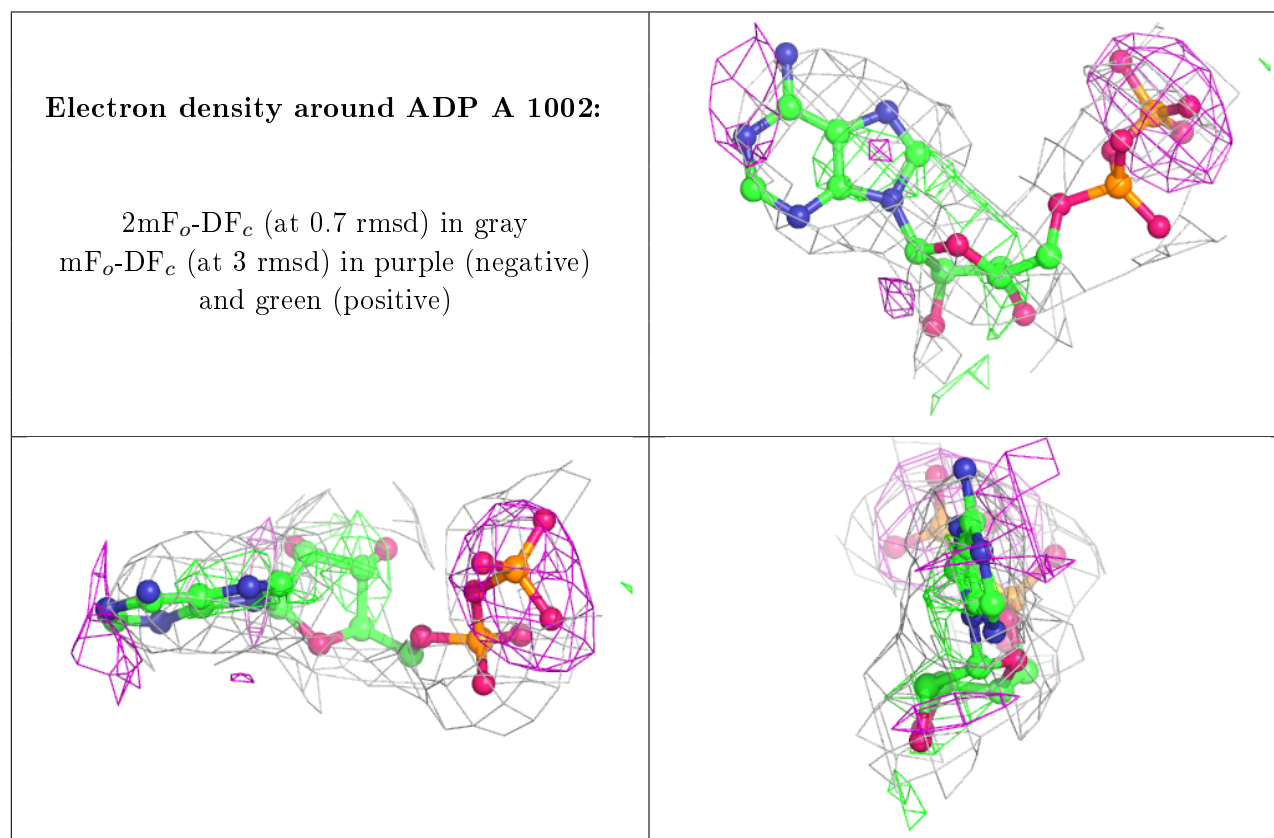 Electron density around ADP A 1002:
2mFo-DFc (at 0.7 rmsd) in gray
mFo-DFc (at 3 rmsd) in purple (negative)
and green (positive)